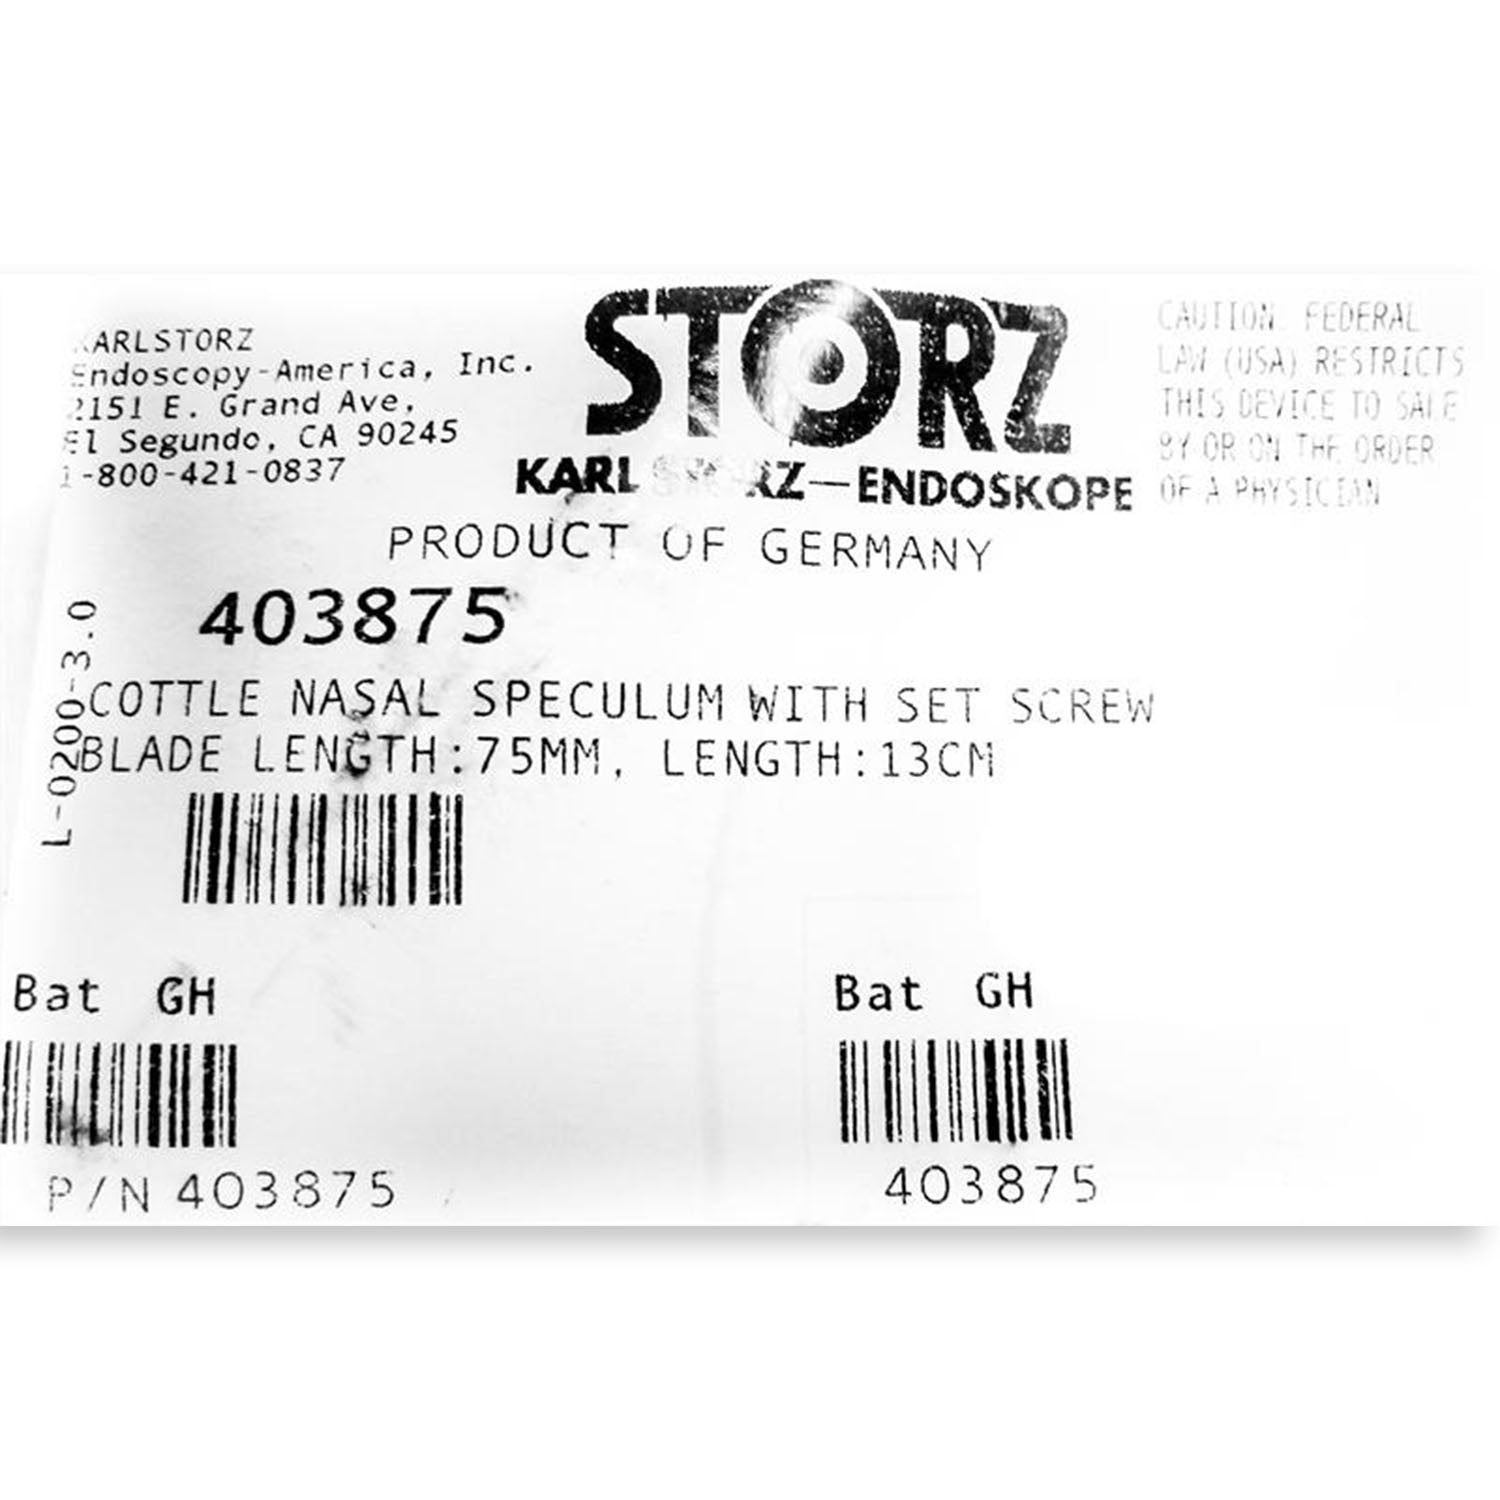 KARLSTORZ
Endoscopy-America, Inc.
2151 E. Grand Ave,
El Segundo, CA 90245
1-800-421-0837
STORZ
KARL STORZ—ENDOSKOPE
CAUTION. FEDERAL
LAW (USA) RESTRICTS
THIS DEVICE TO SALE
BY OR ON THE ORDER
OF A PHYSICIAN
PRODUCT OF GERMANY
403875
L-0200-3.0
COTTLE NASAL SPECULUM WITH SET SCREW
BLADE LENGTH:75MM, LENGTH:13CM
Bat GH
Bat GH
P/N 403875
403875